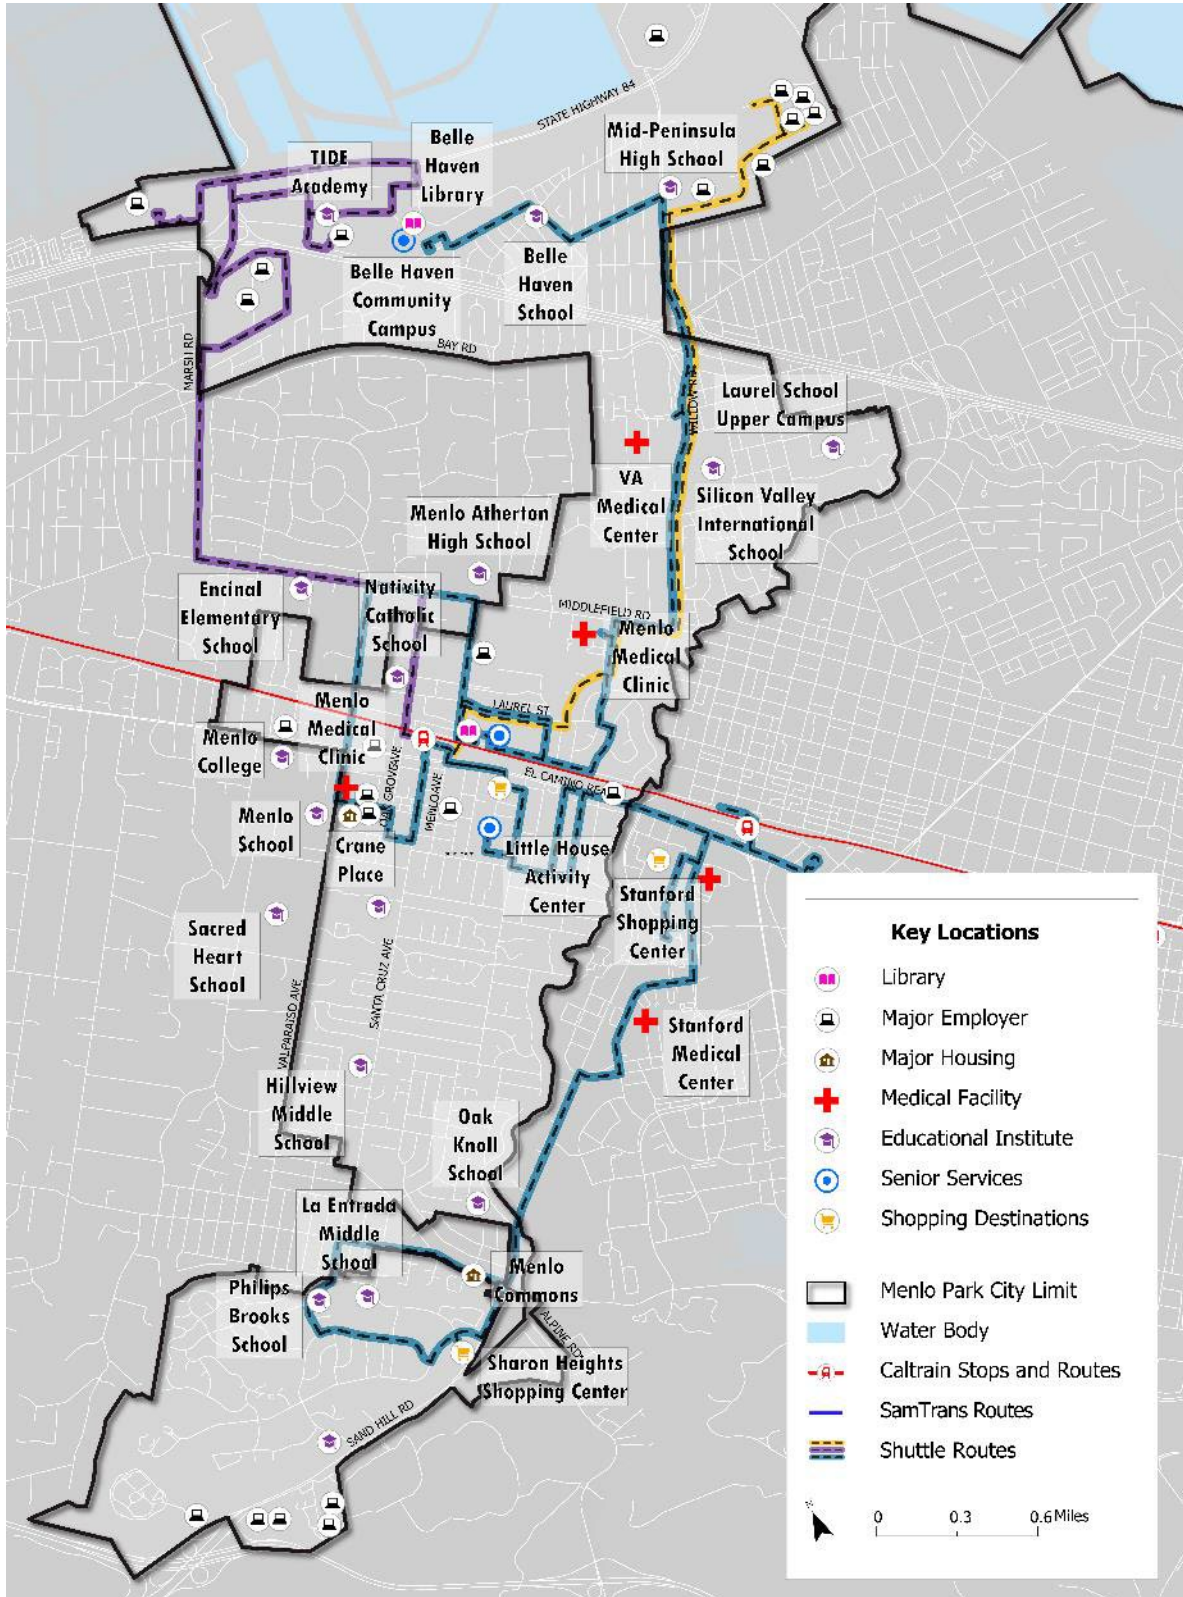 STATE HIGHWAY 84
Mid-Peninsula
High School
Belle
Haven
Library
TIDE
Academy
Belle Haven
Community
Campus
Belle
Haven
School
BAY RD
MARSH RD
WILLOW RD
Laurel School
Upper Campus
VA
Medical
Center
Silicon Valley
International
School
Menlo Atherton
High School
Encinal
Elementary
School
Nativity
Catholic
School
MIDDLEFIELD RD
Menlo
Medical
Clinic
LAUREL ST
Menlo
Medical
Clinic
Menlo
College
OAK GROVE AVE
MENLO AVE
EL CAMINO REA
Menlo
School
Crane
Place
Little House
Activity
Center
Stanford
Shopping
Center
Sacred
Heart
School
SANTA CRUZ AVE
VALPARAISO AVE
Stanford
Medical
Center
Hillview
Middle
School
Oak
Knoll
School
La Entrada
Middle
School
Menlo
Commons
Philips
Brooks
School
ALPINE RD
Sharon Heights
Shopping Center
SAND HILL RD
Key Locations
Library
Major Employer
Major Housing
Medical Facility
Educational Institute
Senior Services
Shopping Destinations
Menlo Park City Limit
Water Body
Caltrain Stops and Routes
SamTrans Routes
Shuttle Routes
N
0 0.3 0.6 Miles